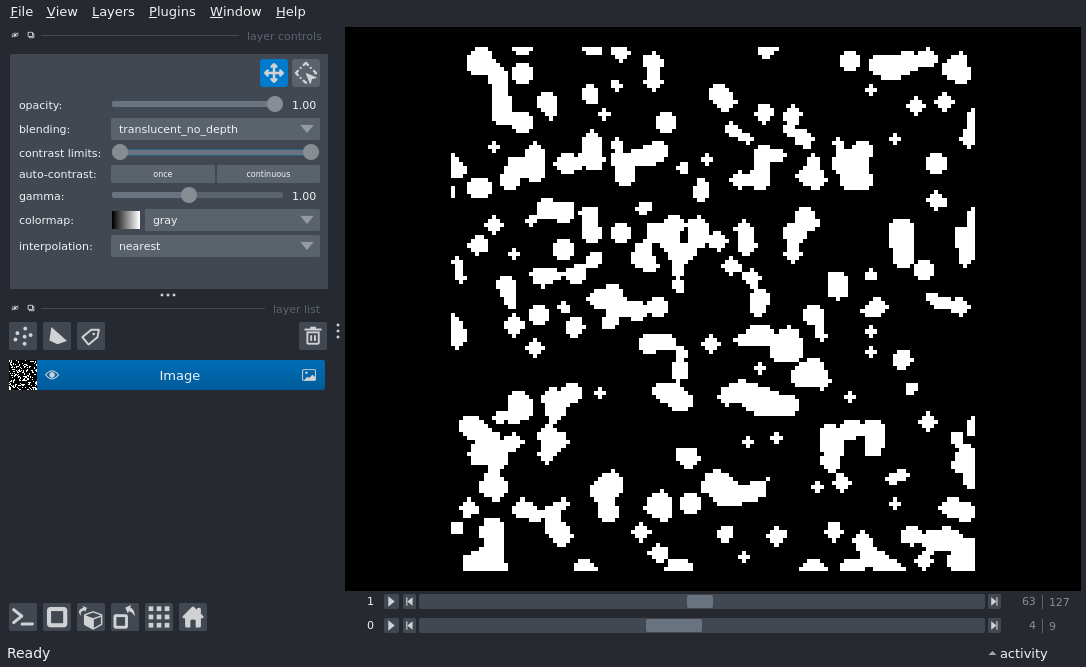 File View Layers Plugins Window Help
layer controls
opacity: 1.00
blending: translucent_no_depth
contrast limits:
auto-contrast: once continuous
gamma: 1.00
colormap: gray
interpolation: nearest
layer list
Image
1 63 127
0 4 9
Ready activity